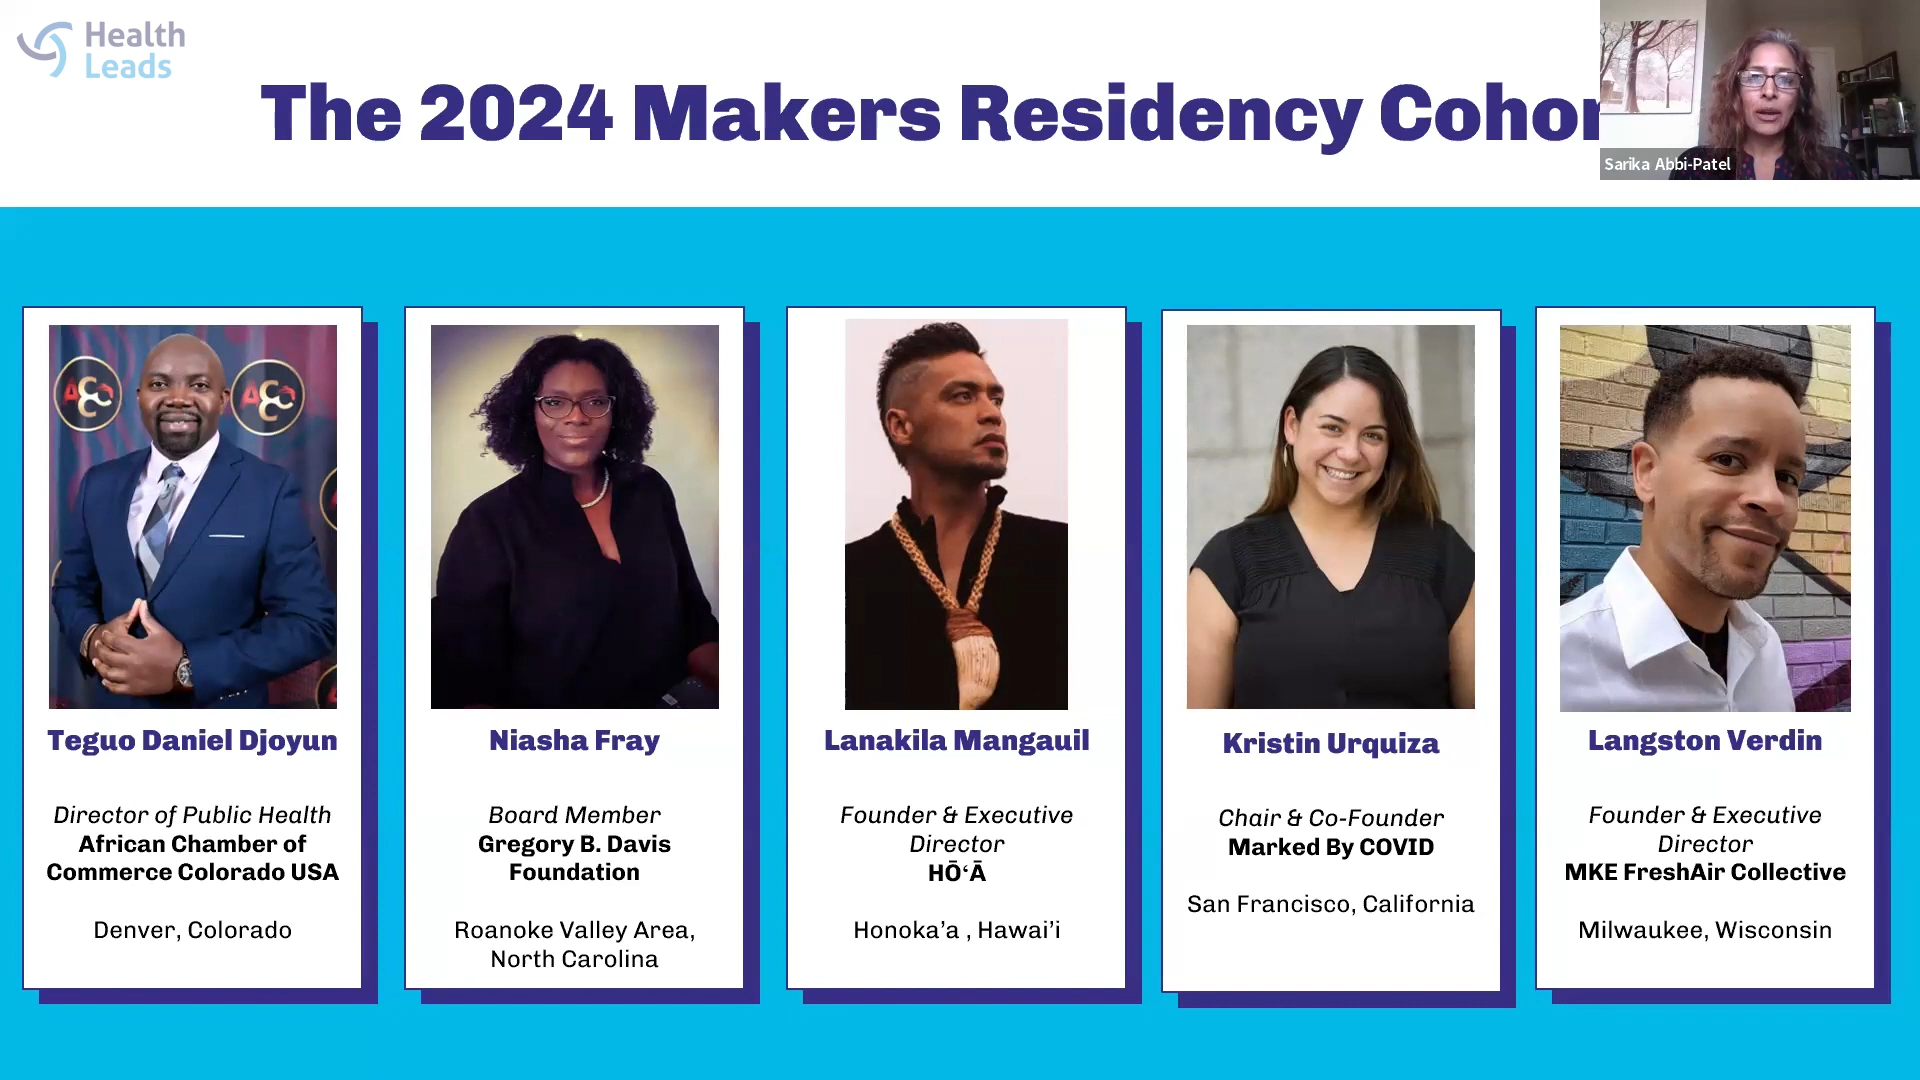 Health
Leads
The 2024 Makers Residency Cohor
Sarika Abbi-Patel
Teguo Daniel Djoyun
Director of Public Health
African Chamber of
Commerce Colorado USA
Denver, Colorado
Niasha Fray
Board Member
Gregory B. Davis
Foundation
Roanoke Valley Area,
North Carolina
Lanakila Mangauil
Founder & Executive
Director
HŌʻĀ
Honoka’a , Hawai’i
Kristin Urquiza
Chair & Co-Founder
Marked By COVID
San Francisco, California
Langston Verdin
Founder & Executive
Director
MKE FreshAir Collective
Milwaukee, Wisconsin